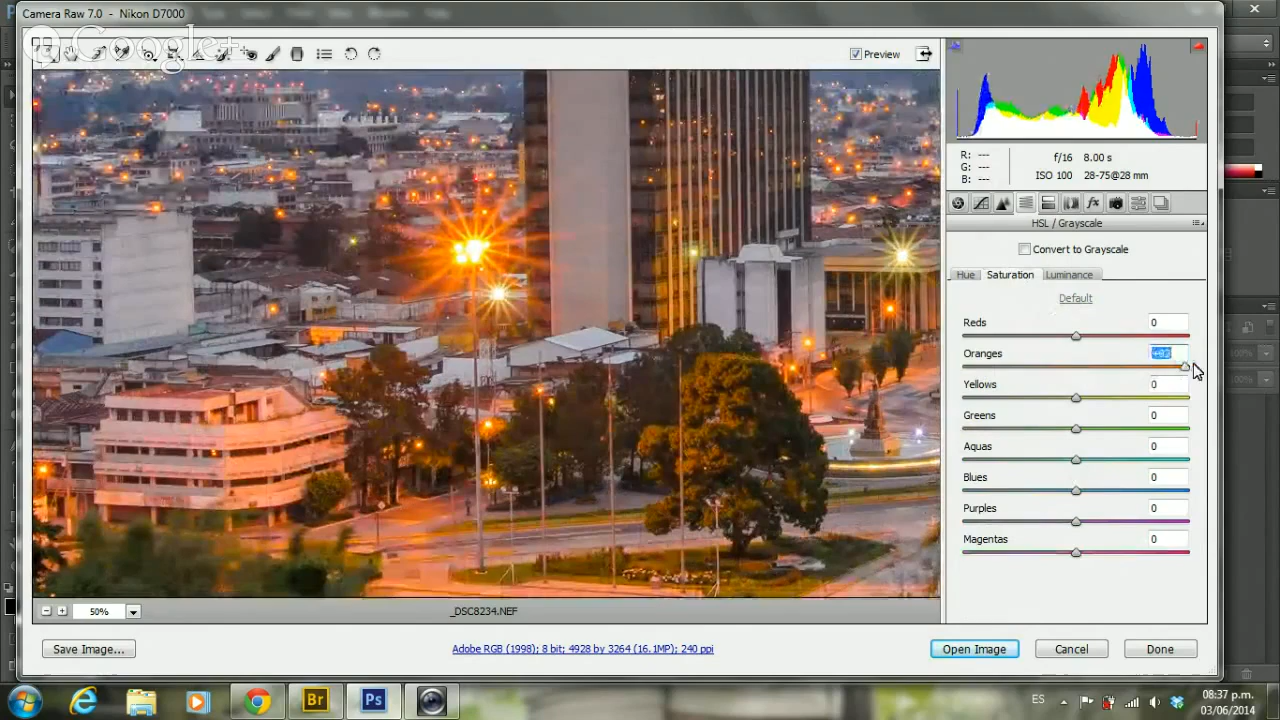 Camera Raw 7.0 - Nikon D7000
Google+
Preview
R: ---
G: ---
B: ---
f/16 8.00 s
ISO 100 28-75@28 mm
HSL / Grayscale
Convert to Grayscale
Hue Saturation Luminance
Default
Reds 0
Oranges
Yellows 0
Greens 0
Aquas 0
Blues 0
Purples 0
Magentas 0
50%
_DSC8234.NEF
Save Image...
Adobe RGB (1998); 8 bit; 4928 by 3264 (16.1MP); 240 ppi
Open Image
Cancel
Done
Br
Ps
ES
08:37 p.m.
03/06/2014